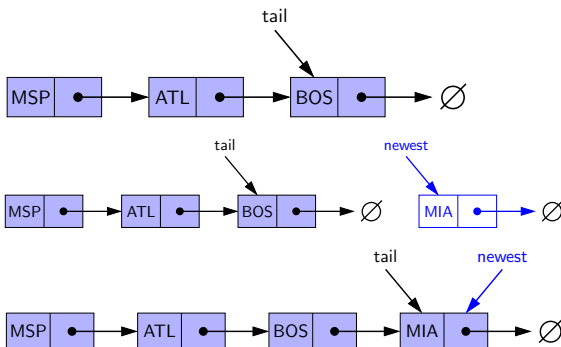 tail
MSP ATL BOS ∅
tail newest
MSP ATL BOS ∅ MIA ∅
tail newest
MSP ATL BOS MIA ∅